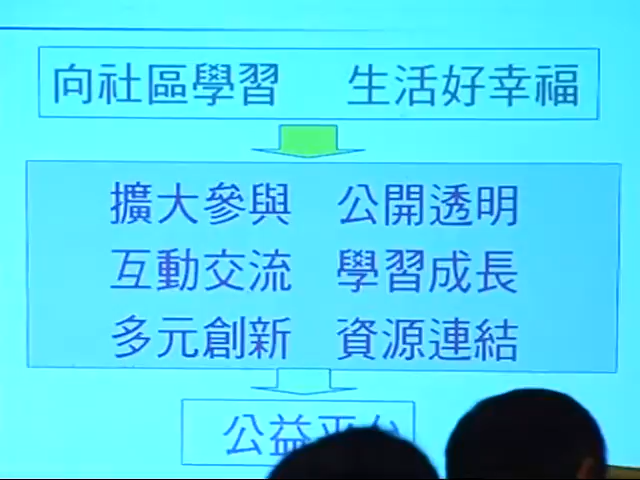 向社區學習 生活好幸福
擴大參與 公開透明
互動交流 學習成長
多元創新 資源連結
公益平台